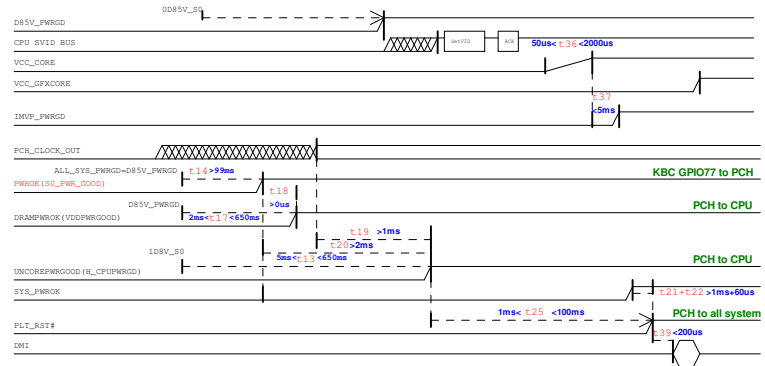 0D85V_S0
D85V_PWRGD
CPU SVID BUS
SetVID
ACK
50us< t36 <2000us
VCC_CORE
VCC_GFXCORE
t37
<5ms
IMVP_PWRGD
PCH_CLOCK_OUT
ALL_SYS_PWRGD=D85V_PWRGD
t14 >99ms
KBC GPIO77 to PCH
PWROK(S0_PWR_GOOD)
t18
D85V_PWRGD
>0us
PCH to CPU
DRAMPWROK(VDDPWRGOOD)
2ms< t17 <650ms
t19 >1ms
t20 >2ms
1D8V_S0
5ms< t13 <650ms
PCH to CPU
UNCOREPWRGOOD(H_CPUPWRGD)
SYS_PWROK
t21+t22 >1ms+60us
1ms< t25 <100ms
PCH to all system
PLT_RST#
t39 <200us
DMI